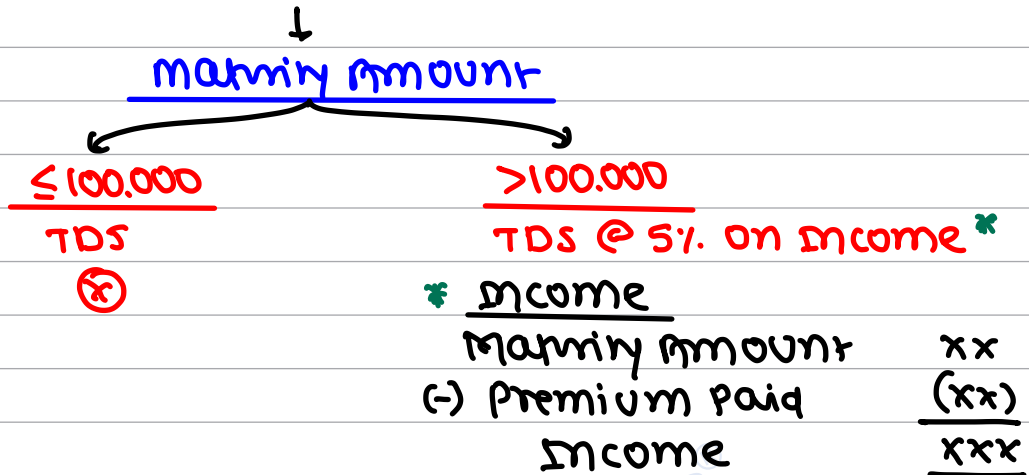 Maturity Amount
≤100.000 >100.000
TDS TDS @ 5% on Income *
x * Income
Maturity Amount xx
(-) Premium Paid (xx)
Income xxx